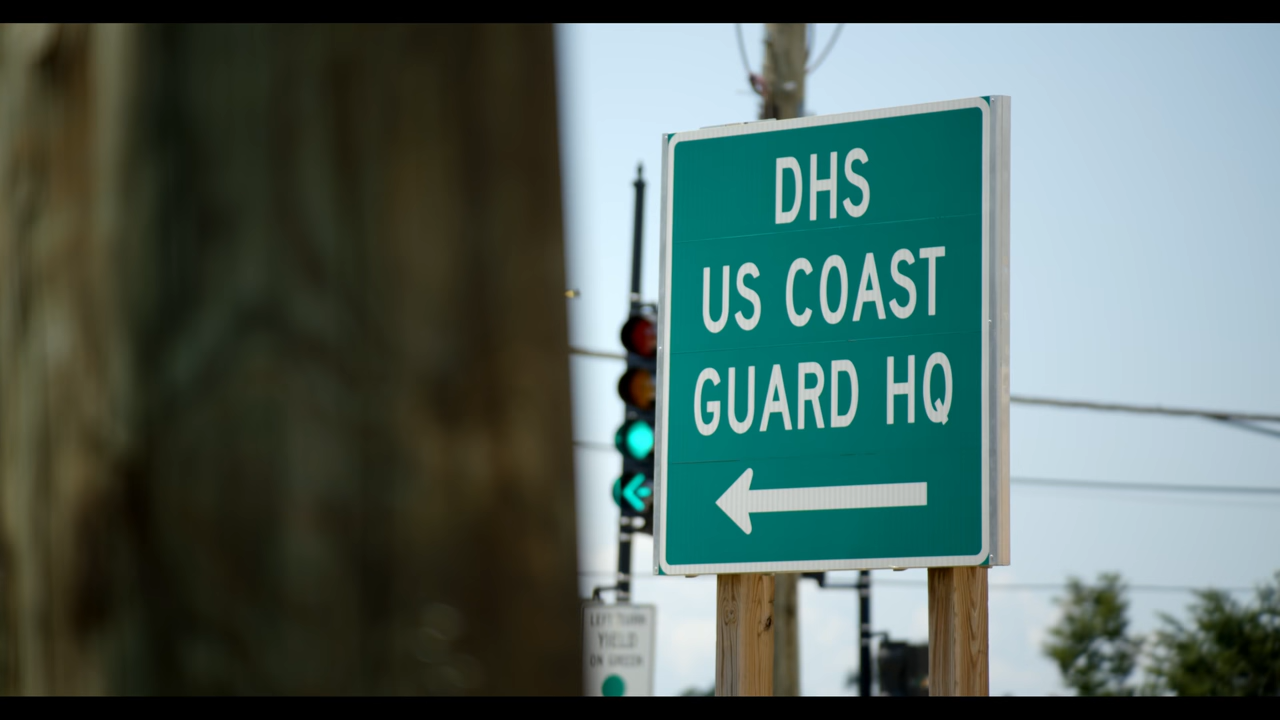 DHS
US COAST
GUARD HQ
LEFT TURN
YIELD
ON GREEN